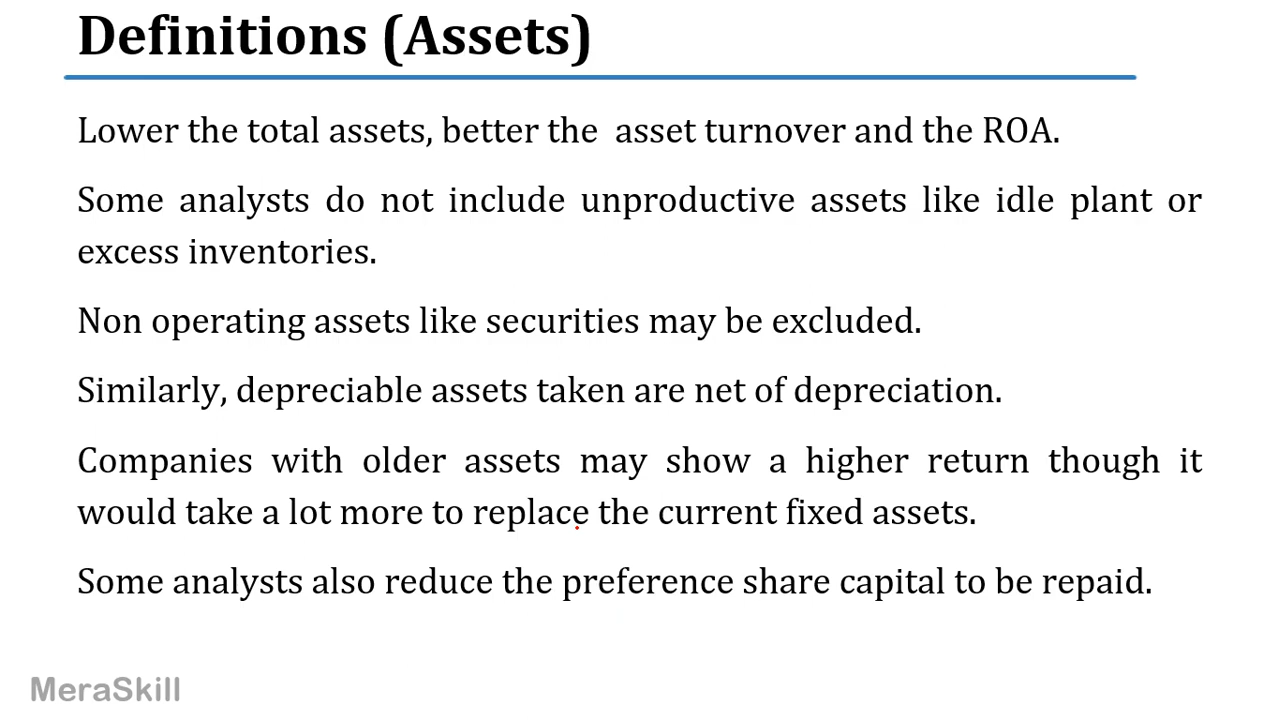 Definitions (Assets)
Lower the total assets, better the  asset turnover and the ROA.
Some analysts do not include unproductive assets like idle plant or
excess inventories.
Non operating assets like securities may be excluded.
Similarly, depreciable assets taken are net of depreciation.
Companies with older assets may show a higher return though it
would take a lot more to replace the current fixed assets.
Some analysts also reduce the preference share capital to be repaid.
MeraSkill